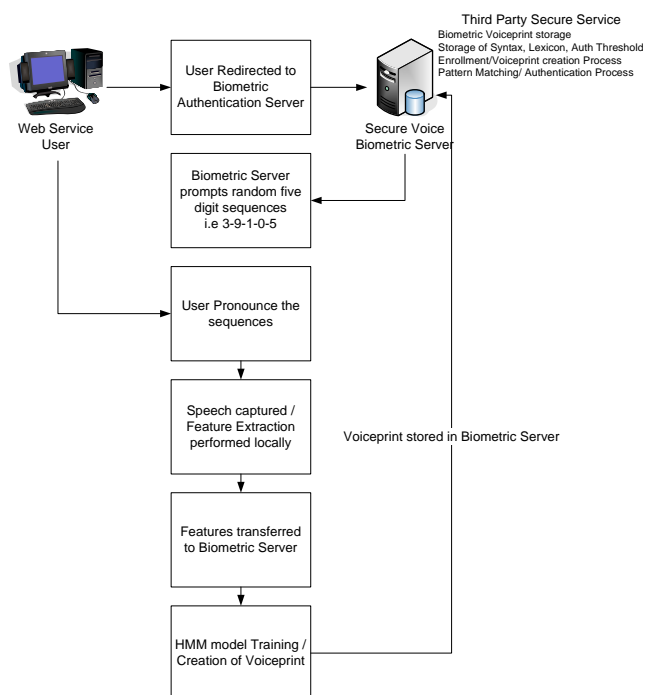 Third Party Secure Service
Biometric Voiceprint storage
Storage of Syntax, Lexicon, Auth Threshold
Enrollment/Voiceprint creation Process
Pattern Matching/ Authentication Process
User Redirected to
Biometric
Authentication Server
Web Service
User
Secure Voice
Biometric Server
Biometric Server
prompts random five
digit sequences
i.e 3-9-1-0-5
User Pronounce the
sequences
Speech captured /
Feature Extraction
performed locally
Voiceprint stored in Biometric Server
Features transferred
to Biometric Server
HMM model Training /
Creation of Voiceprint